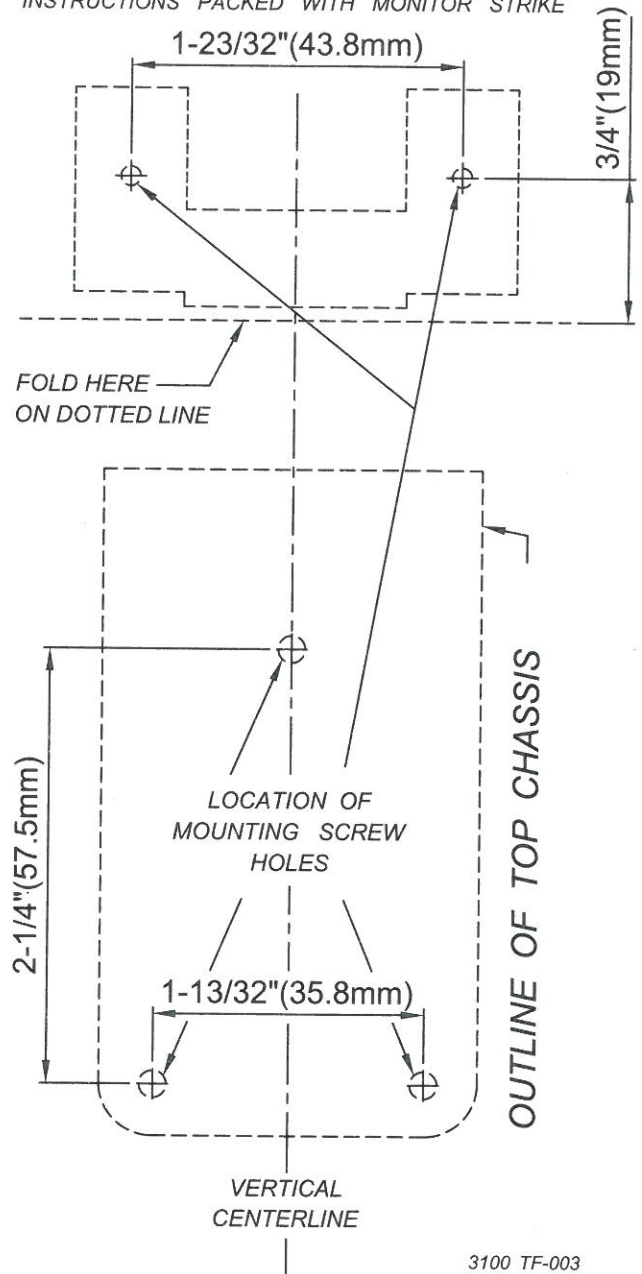 INSTRUCTIONS PACKED WITH MONITOR STRIKE
1-23/32"(43.8mm)
3/4"(19mm)
FOLD HERE
ON DOTTED LINE
2-1/4"(57.5mm)
LOCATION OF
MOUNTING SCREW
HOLES
OUTLINE OF TOP CHASSIS
1-13/32"(35.8mm)
VERTICAL
CENTERLINE
3100 TF-003